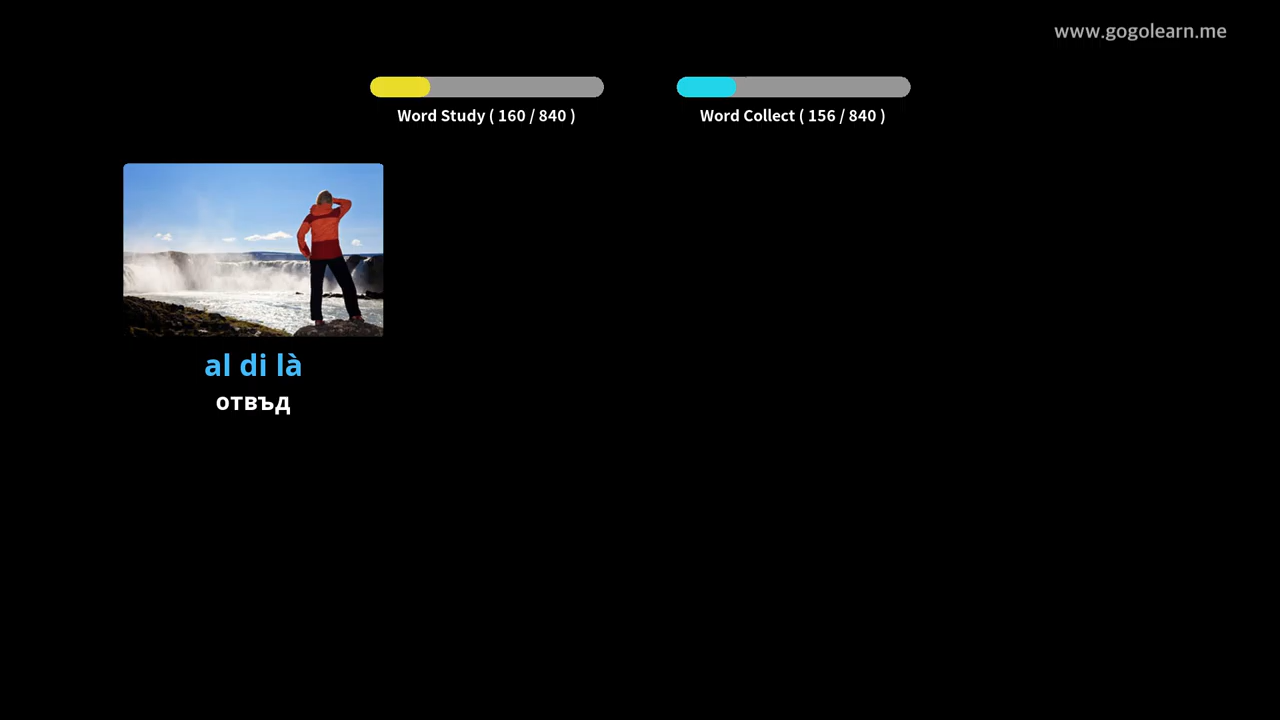 www.gogolearn.me
Word Study ( 160 / 840 )
Word Collect ( 156 / 840 )
al di là
отвъд